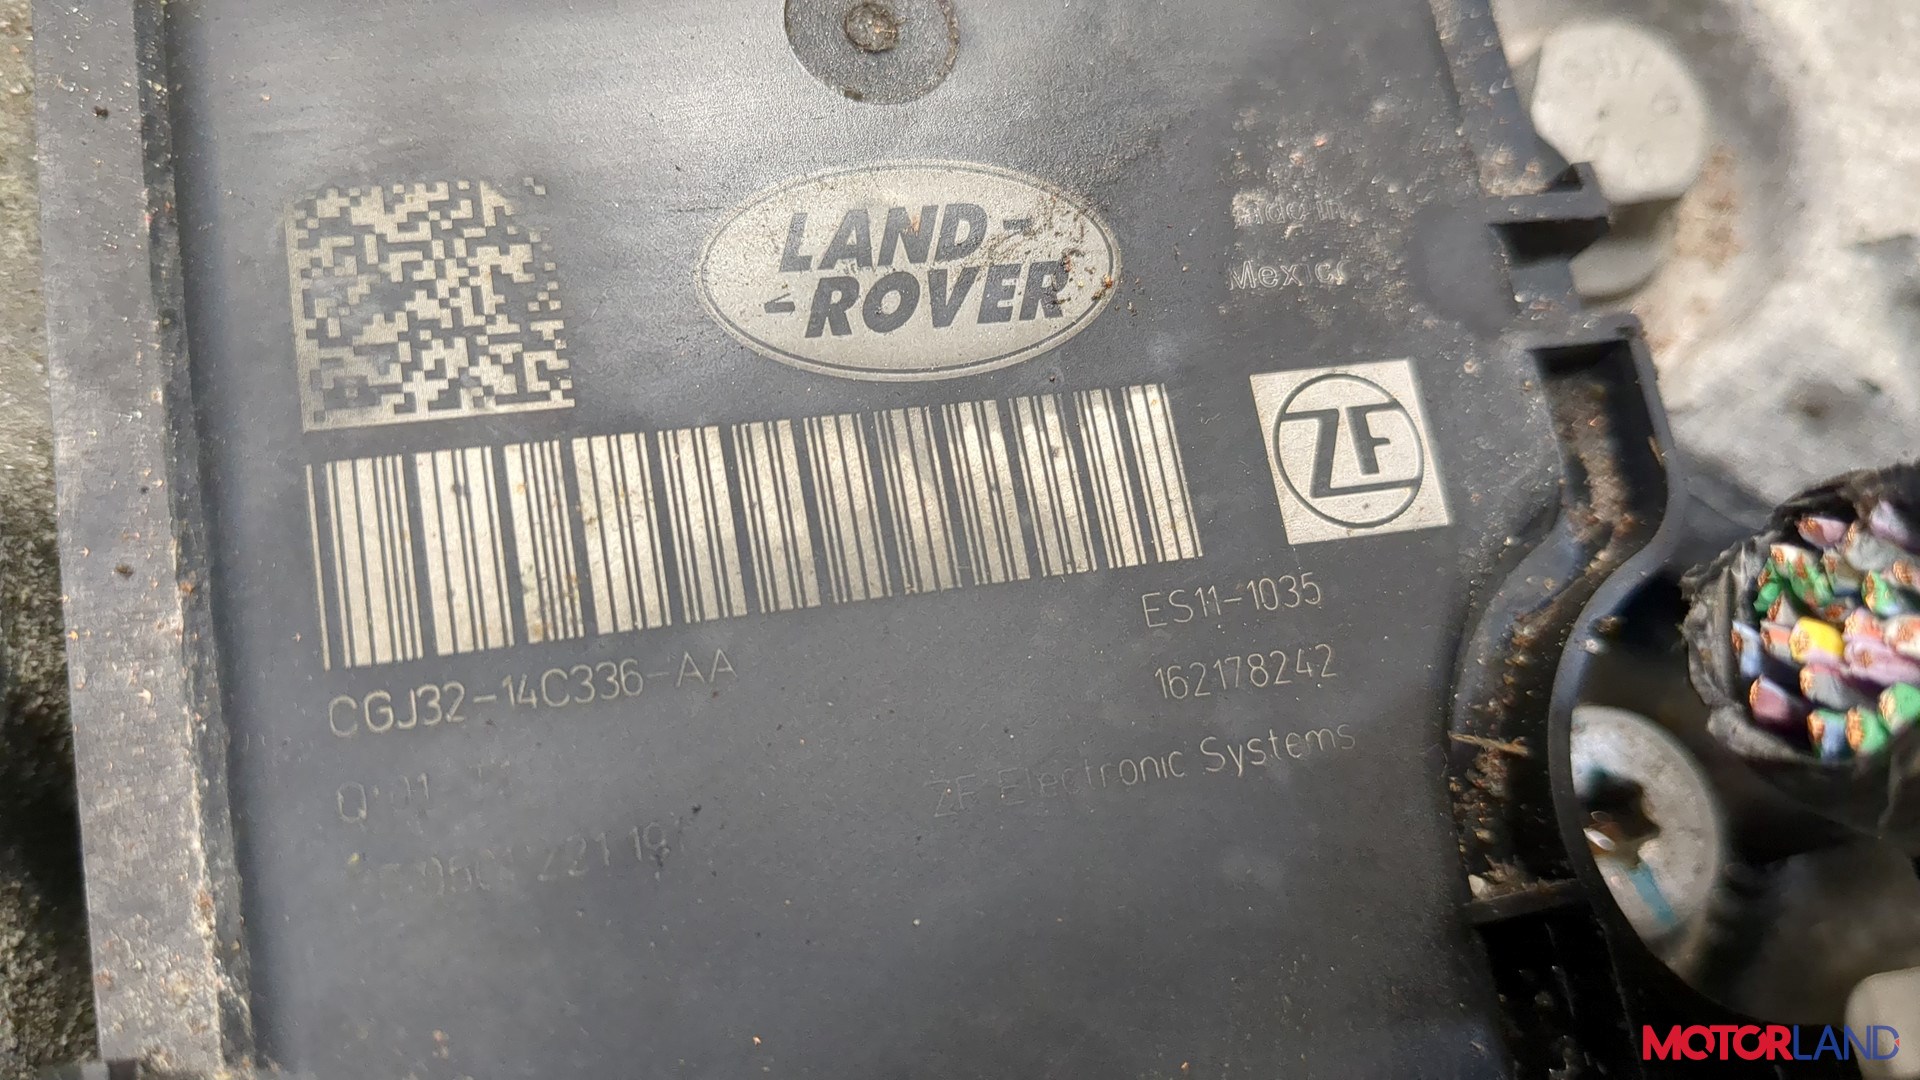 LAND-
-ROVER
Made in
Mexico
ZF
CGJ32-14C336-AA
ES11-1035
162178242
ZF Electronic Systems
MOTORLAND